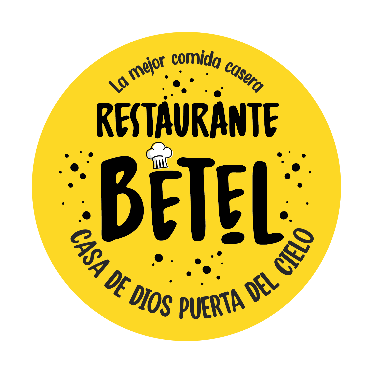 La mejor comida casera
RESTAURANTE
BETEL
CASA DE DIOS PUERTA DEL CIELO